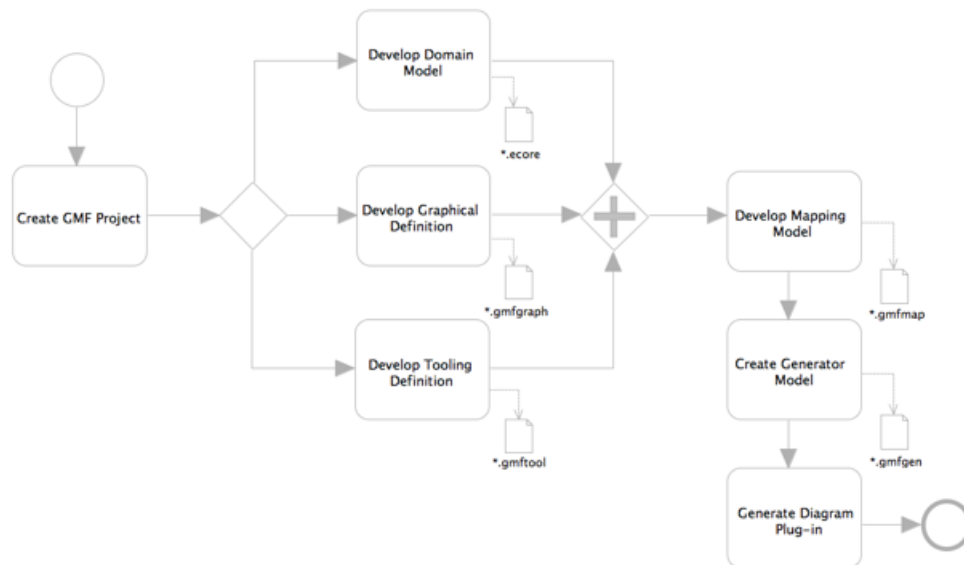 Develop Domain
Model
*.ecore
Create GMF Project
Develop Graphical
Definition
*.gmfgraph
Develop Mapping
Model
*.gmfmap
Develop Tooling
Definition
*.gmftool
Create Generator
Model
*.gmfgen
Generate Diagram
Plug-in